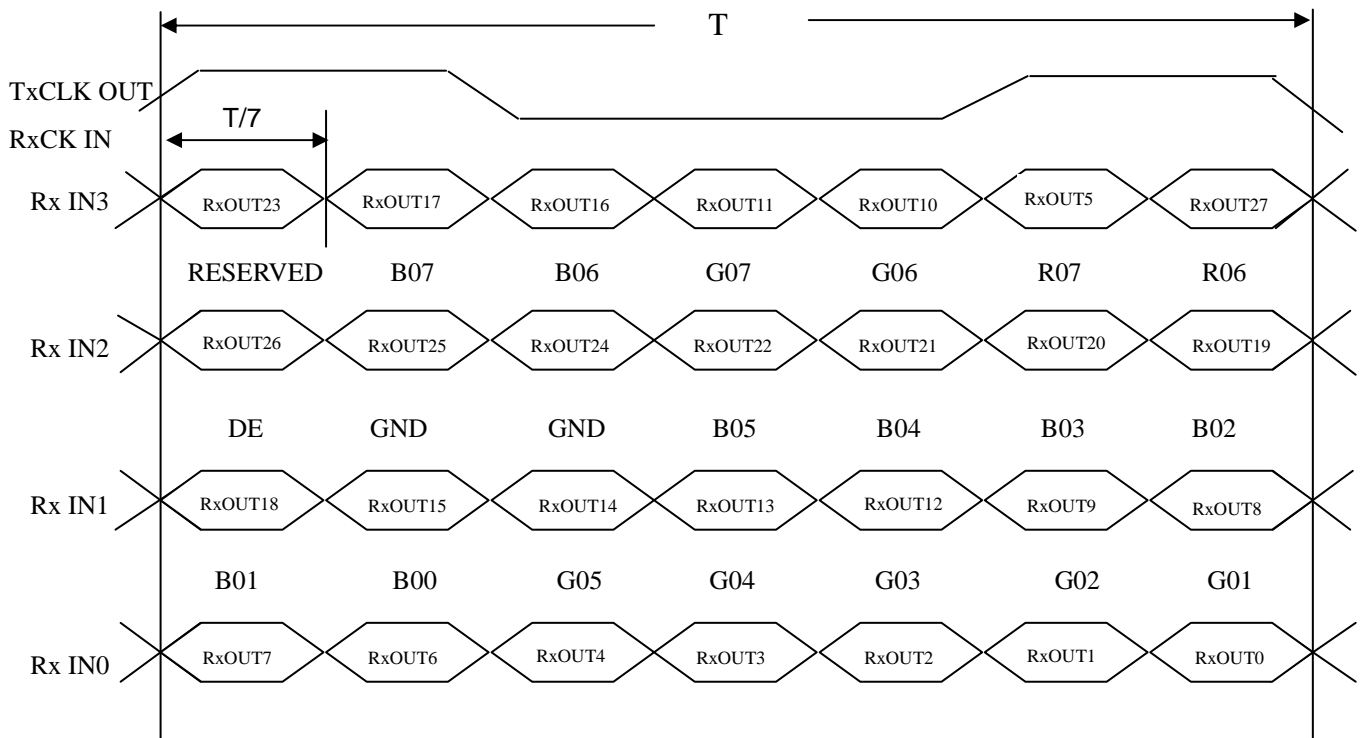 T
TxCLK OUT
T/7
RxCK IN
Rx IN3 RxOUT23 RxOUT17 RxOUT16 RxOUT11 RxOUT10 RxOUT5 RxOUT27
RESERVED B07 B06 G07 G06 R07 R06
Rx IN2 RxOUT26 RxOUT25 RxOUT24 RxOUT22 RxOUT21 RxOUT20 RxOUT19
DE GND GND B05 B04 B03 B02
Rx IN1 RxOUT18 RxOUT15 RxOUT14 RxOUT13 RxOUT12 RxOUT9 RxOUT8
B01 B00 G05 G04 G03 G02 G01
Rx IN0 RxOUT7 RxOUT6 RxOUT4 RxOUT3 RxOUT2 RxOUT1 RxOUT0